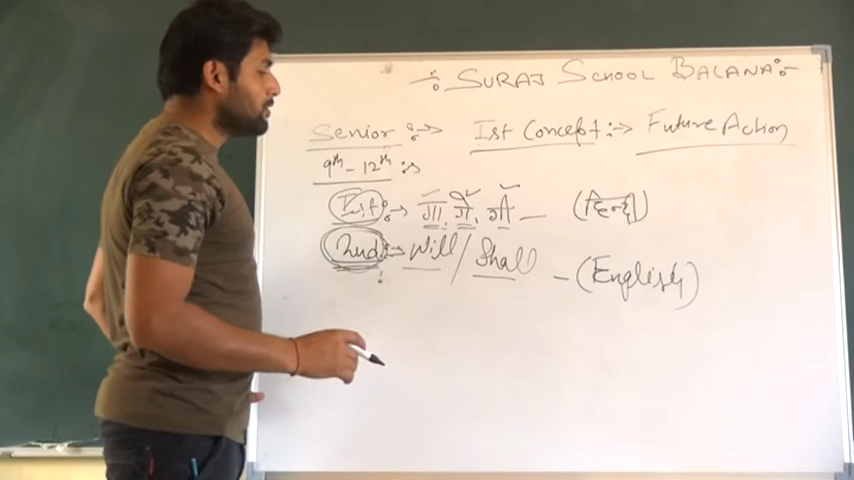 -:- SURAJ SCHOOL BALANA:-
Senior :-> Ist Concept :-> Future Action
9th - 12th :->
Ist :-> गा, गे, गी - (हिन्दी)
2nd :-> Will / Shall - (English)